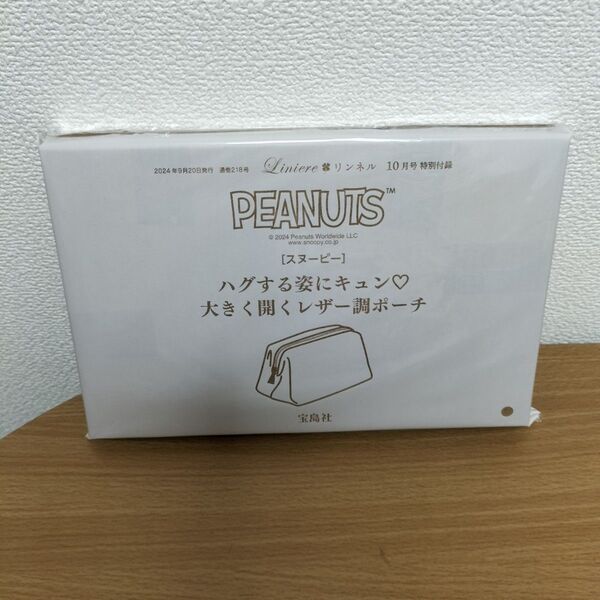 2024年9月20日発行 通巻218号 Liniere リンネル 10月号 特別付録
PEANUTS™
© 2024 Peanuts Worldwide LLC
www.snoopy.co.jp
[スヌーピー]
ハグする姿にキュン♡
大きく開くレザー調ポーチ
宝島社